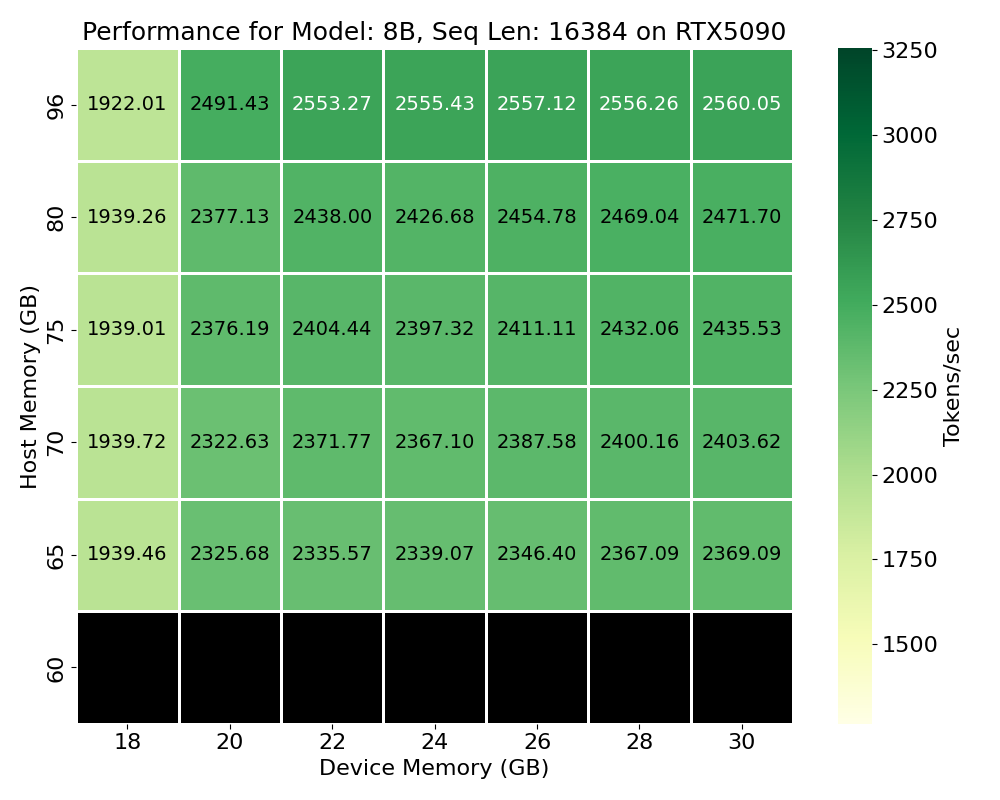 Performance for Model: 8B, Seq Len: 16384 on RTX5090
Host Memory (GB)
96 1922.01 2491.43 2553.27 2555.43 2557.12 2556.26 2560.05
80 1939.26 2377.13 2438.00 2426.68 2454.78 2469.04 2471.70
75 1939.01 2376.19 2404.44 2397.32 2411.11 2432.06 2435.53
70 1939.72 2322.63 2371.77 2367.10 2387.58 2400.16 2403.62
65 1939.46 2325.68 2335.57 2339.07 2346.40 2367.09 2369.09
60
18 20 22 24 26 28 30
Device Memory (GB)
3250
3000
2750
2500
2250
2000
1750
1500
Tokens/sec